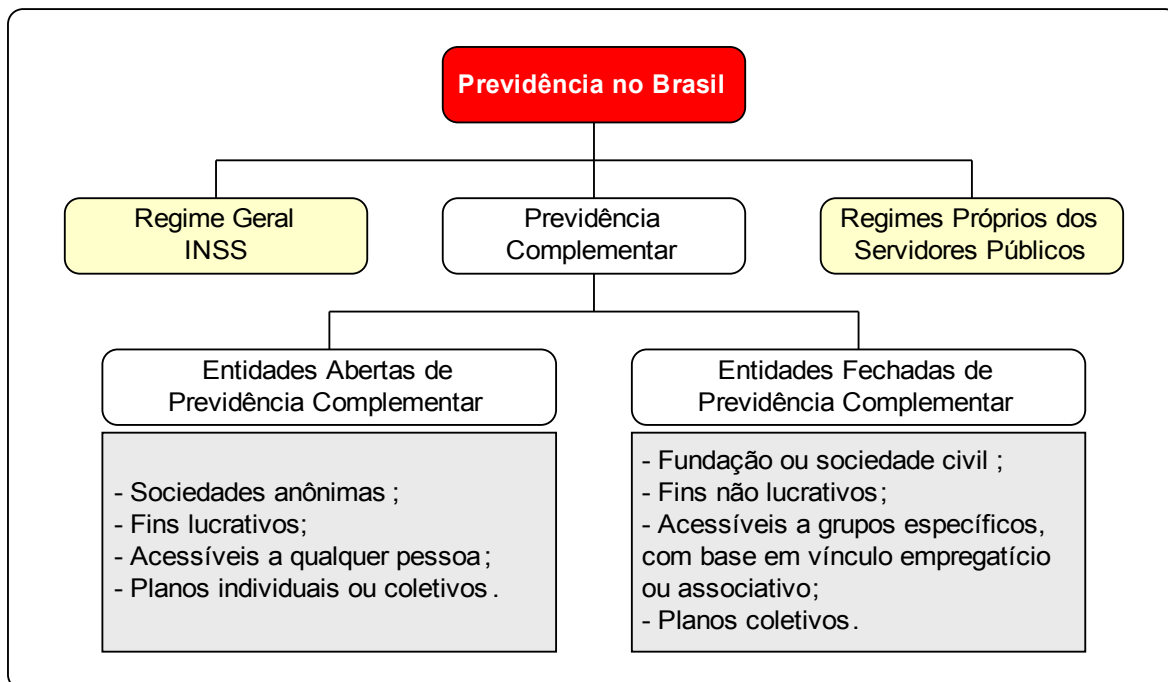 Previdência no Brasil
Regime Geral
INSS
Previdência
Complementar
Regimes Próprios dos
Servidores Públicos
Entidades Abertas de
Previdência Complementar
- Sociedades anônimas ;
- Fins lucrativos;
- Acessíveis a qualquer pessoa;
- Planos individuais ou coletivos .
Entidades Fechadas de
Previdência Complementar
- Fundação ou sociedade civil ;
- Fins não lucrativos;
- Acessíveis a grupos específicos,
com base em vínculo empregatício
ou associativo;
- Planos coletivos .